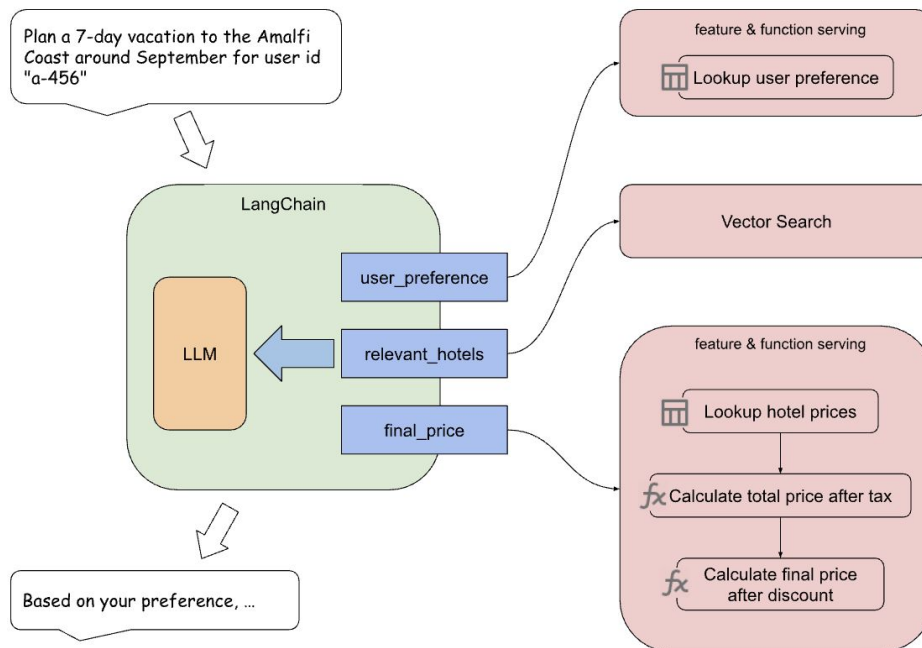 Plan a 7-day vacation to the Amalfi
Coast around September for user id
"a-456"
LangChain
LLM
user_preference
relevant_hotels
final_price
Based on your preference, ...
feature & function serving
Lookup user preference
Vector Search
feature & function serving
Lookup hotel prices
fx Calculate total price after tax
fx Calculate final price
after discount